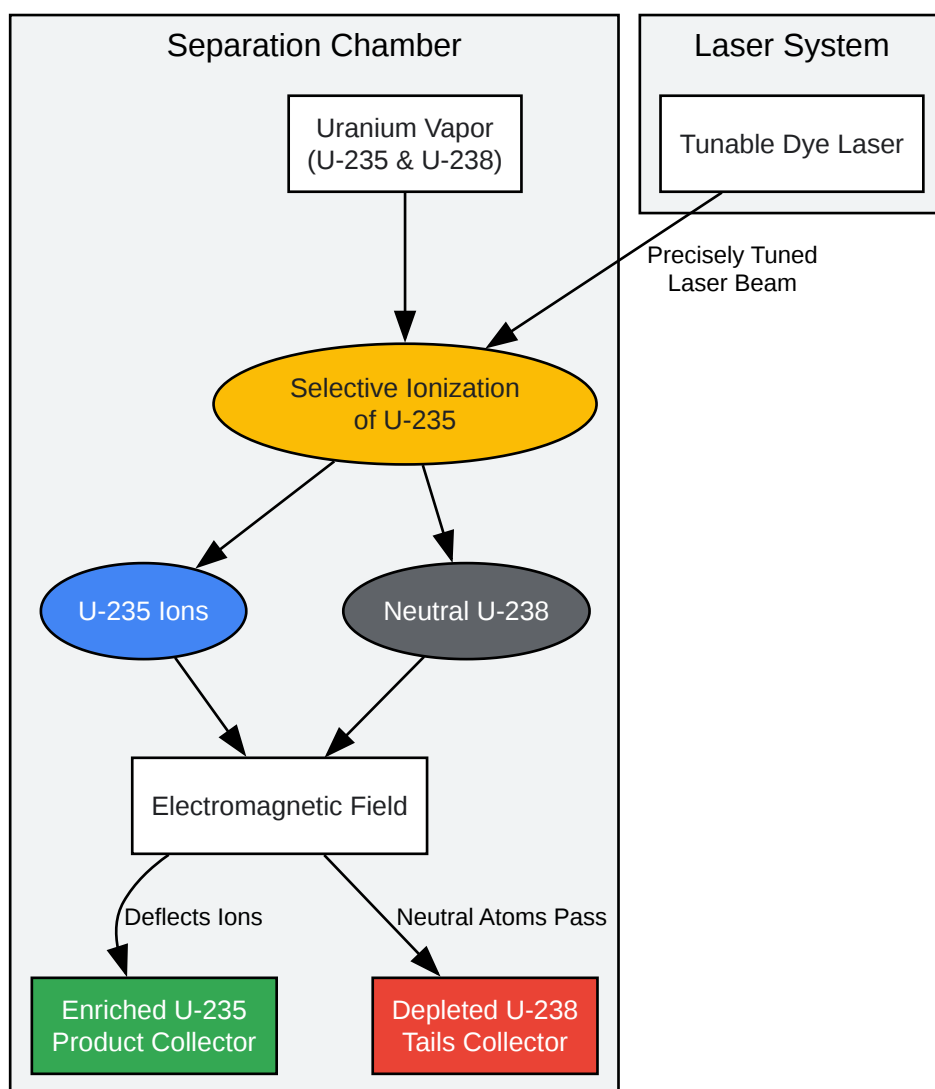 Separation Chamber
Laser System
Uranium Vapor
(U-235 & U-238)
Tunable Dye Laser
Precisely Tuned
Laser Beam
Selective Ionization
of U-235
U-235 Ions
Neutral U-238
Electromagnetic Field
Deflects Ions
Neutral Atoms Pass
Enriched U-235
Product Collector
Depleted U-238
Tails Collector